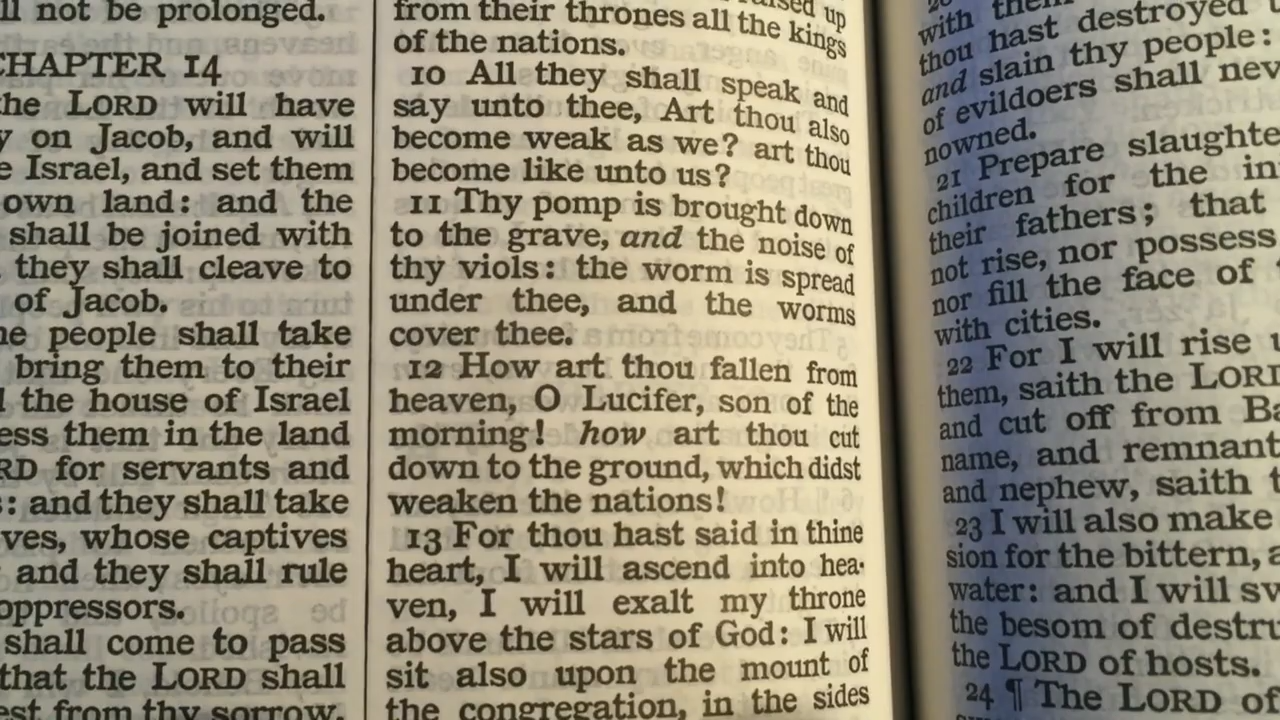 ll not be prolonged.
CHAPTER 14
the LORD will have
y on Jacob, and will
e Israel, and set them
own land: and the
shall be joined with
they shall cleave to
of Jacob.
he people shall take
bring them to their
the house of Israel
ess them in the land
RD for servants and
s: and they shall take
ves, whose captives
and they shall rule
oppressors.
shall come to pass
that the LORD shall
est from thy sorrow,
raised up
from their thrones all the kings
of the nations.
10 All they shall speak and
say unto thee, Art thou also
become weak as we? art thou
become like unto us?
11 Thy pomp is brought down
to the grave, and the noise of
thy viols: the worm is spread
under thee, and the worms
cover thee.
12 How art thou fallen from
heaven, O Lucifer, son of the
morning! how art thou cut
down to the ground, which didst
weaken the nations!
13 For thou hast said in thine
heart, I will ascend into hea-
ven, I will exalt my throne
above the stars of God: I will
sit also upon the mount of
the congregation, in the sides
20
with them
thou hast destroyed t
and slain thy people:
of evildoers shall nev
nowned.
21 Prepare slaughte
children for the in
their fathers; that
not rise, nor possess
nor fill the face of t
with cities.
22 For I will rise u
them, saith the LORD
and cut off from Ba
name, and remnant
and nephew, saith t
23 I will also make
sion for the bittern, a
water: and I will sw
the besom of destru
the LORD of hosts.
24 ¶ The LORD of